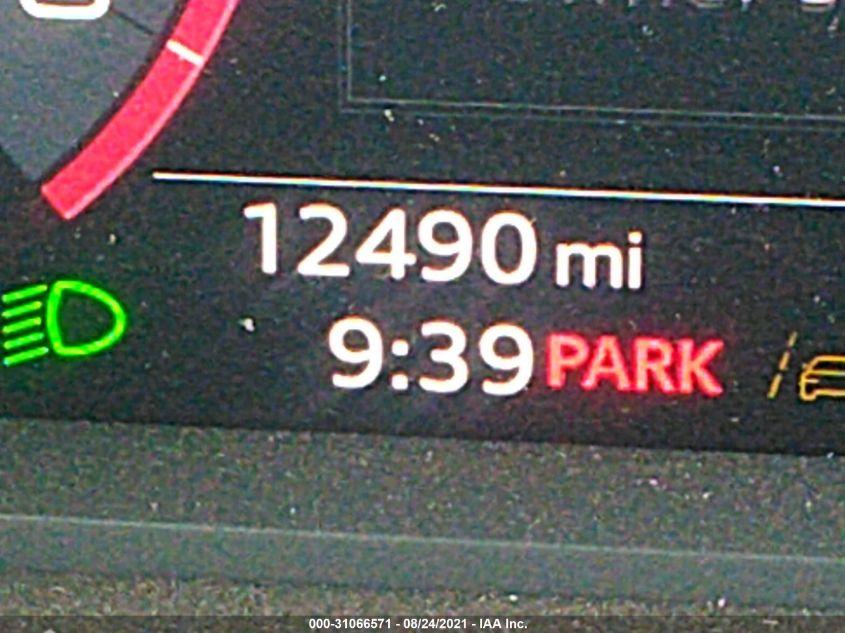 12490 mi
9:39 PARK
000-31066571 - 08/24/2021 - IAA Inc.